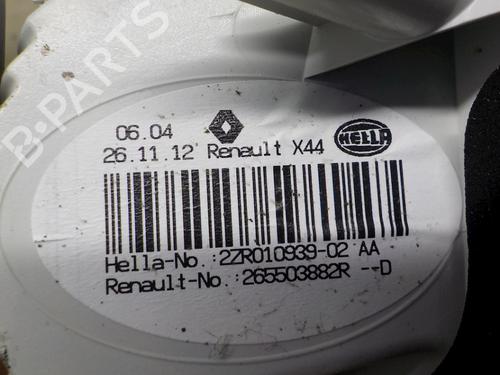 06.04
26.11.12 Renault X44
HELLA
Hella-No.:2ZR010939-02 AA
Renault-No.:265503882R --D
B-PARTS